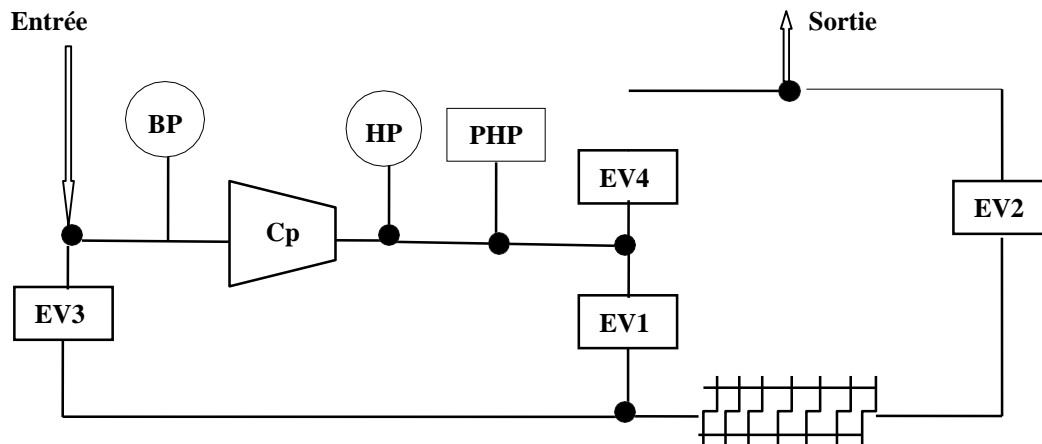 Entrée
Sortie
BP
HP
PHP
EV4
EV2
Cp
EV3
EV1